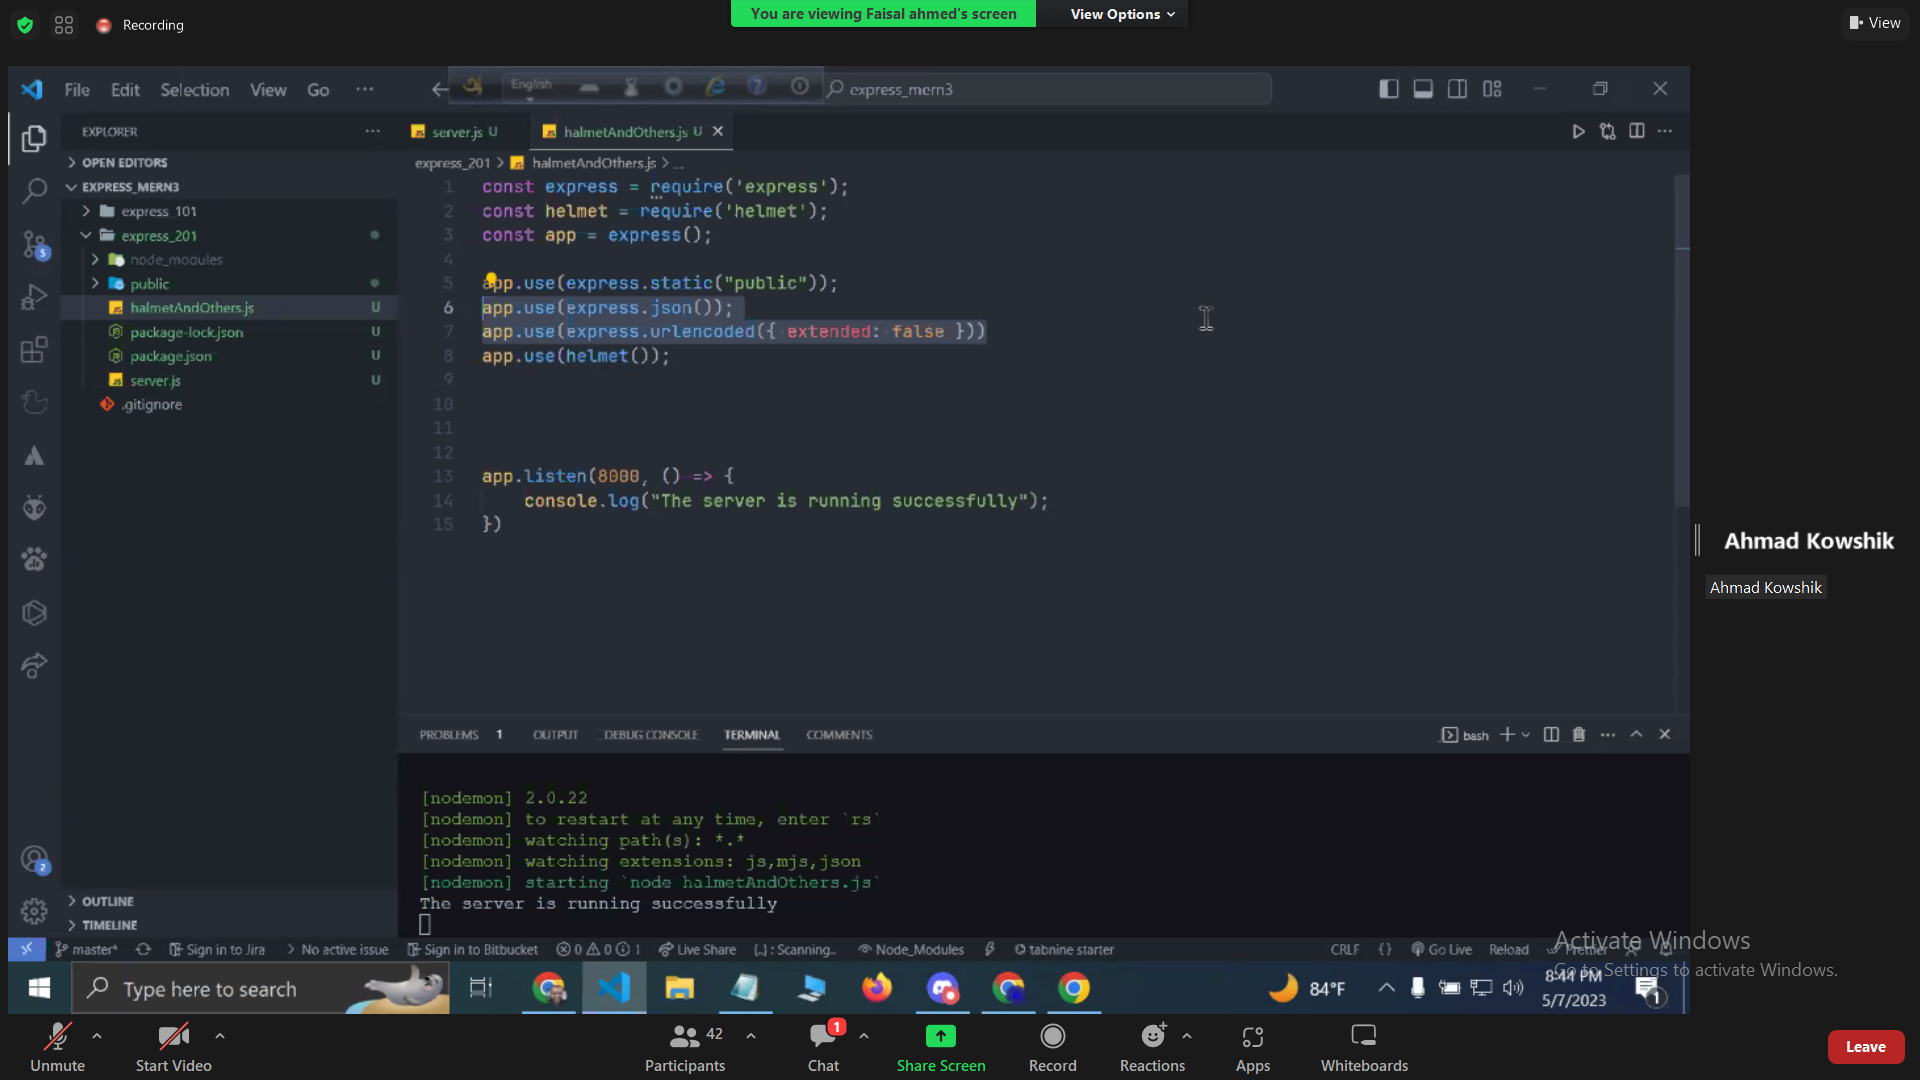 Recording
You are viewing Faisal ahmed's screen
View Options
View
File Edit Selection View Go ...
English
express_mern3
EXPLORER
server.js U
halmetAndOthers.js U
OPEN EDITORS
EXPRESS_MERN3
express_101
express_201
node_modules
public
halmetAndOthers.js U
package-lock.json U
package.json U
server.js U
.gitignore
OUTLINE
TIMELINE
express_201 > halmetAndOthers.js > ...
1 const express = require('express');
2 const helmet = require('helmet');
3 const app = express();
4
5 app.use(express.static("public"));
6 app.use(express.json());
7 app.use(express.urlencoded({ extended: false }))
8 app.use(helmet());
9
10
11
12
13 app.listen(8000, () => {
14 console.log("The server is running successfully");
15 })
PROBLEMS 1 OUTPUT DEBUG CONSOLE TERMINAL COMMENTS
bash
[nodemon] 2.0.22
[nodemon] to restart at any time, enter `rs`
[nodemon] watching path(s): *.*
[nodemon] watching extensions: js,mjs,json
[nodemon] starting `node halmetAndOthers.js`
The server is running successfully
5
2
master* Sign in to Jira No active issue Sign in to Bitbucket 0 0 1 Live Share {..} : Scanning.. Node_Modules tabnine starter CRLF {} Go Live Reload Prettier
Ahmad Kowshik
Ahmad Kowshik
Activate Windows
Go to Settings to activate Windows.
Type here to search
84°F
8:44 PM
5/7/2023
1
Unmute
Start Video
Participants 42
Chat 1
Share Screen
Record
Reactions
Apps
Whiteboards
Leave